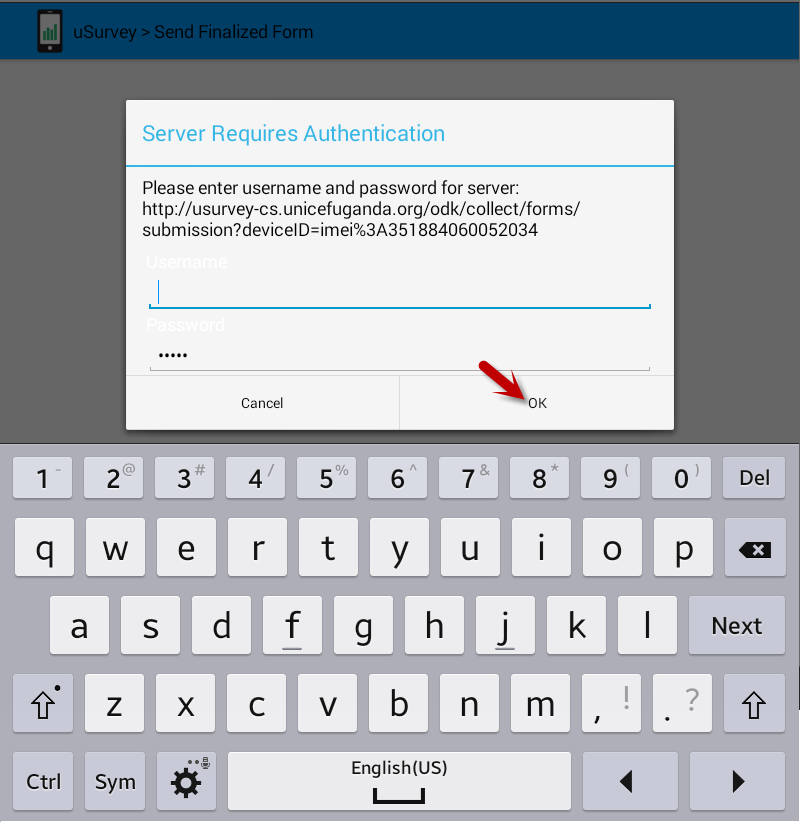 uSurvey > Send Finalized Form
Server Requires Authentication
Please enter username and password for server:
http://usurvey-cs.unicefuganda.org/odk/collect/forms/
submission?deviceID=imei%3A351884060052034
Username
Password
•••••
Cancel OK
1 - 2 @ 3 # 4 / 5 % 6 ^ 7 & 8 * 9 ( 0 ) Del
q w e r t y u i o p
a s d f g h j k l Next
z x c v b n m , ! . ?
Ctrl Sym English(US)